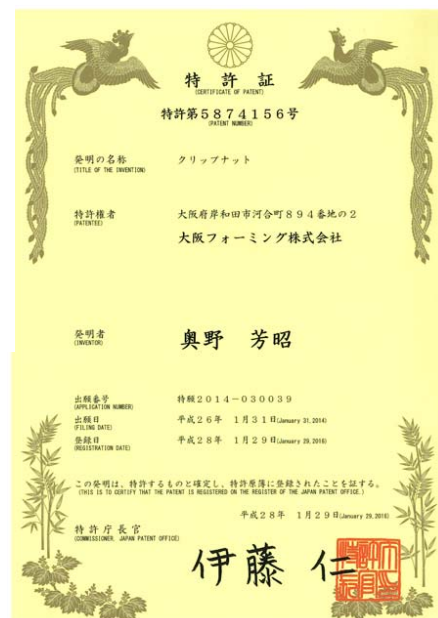 特許証
(CERTIFICATE OF PATENT)
特許第5874156号
(PATENT NUMBER)
発明の名称
(TITLE OF THE INVENTION)
クリップナット
特許権者
(PATENTEE)
大阪府岸和田市河合町894番地の2
大阪フォーミング株式会社
発明者
(INVENTOR)
奥野 芳昭
出願番号
(APPLICATION NUMBER)
特願2014-030039
出願日
(FILING DATE)
平成26年 1月31日(January 31,2014)
登録日
(REGISTRATION DATE)
平成28年 1月29日(January 29,2016)
この発明は、特許するものと確定し、特許原簿に登録されたことを証する。
(THIS IS TO CERTIFY THAT THE PATENT IS REGISTERED ON THE REGISTER OF THE JAPAN PATENT OFFICE.)
平成28年 1月29日(January 29,2016)
特許庁長官
(COMMISSIONER, JAPAN PATENT OFFICE)
伊藤 仁